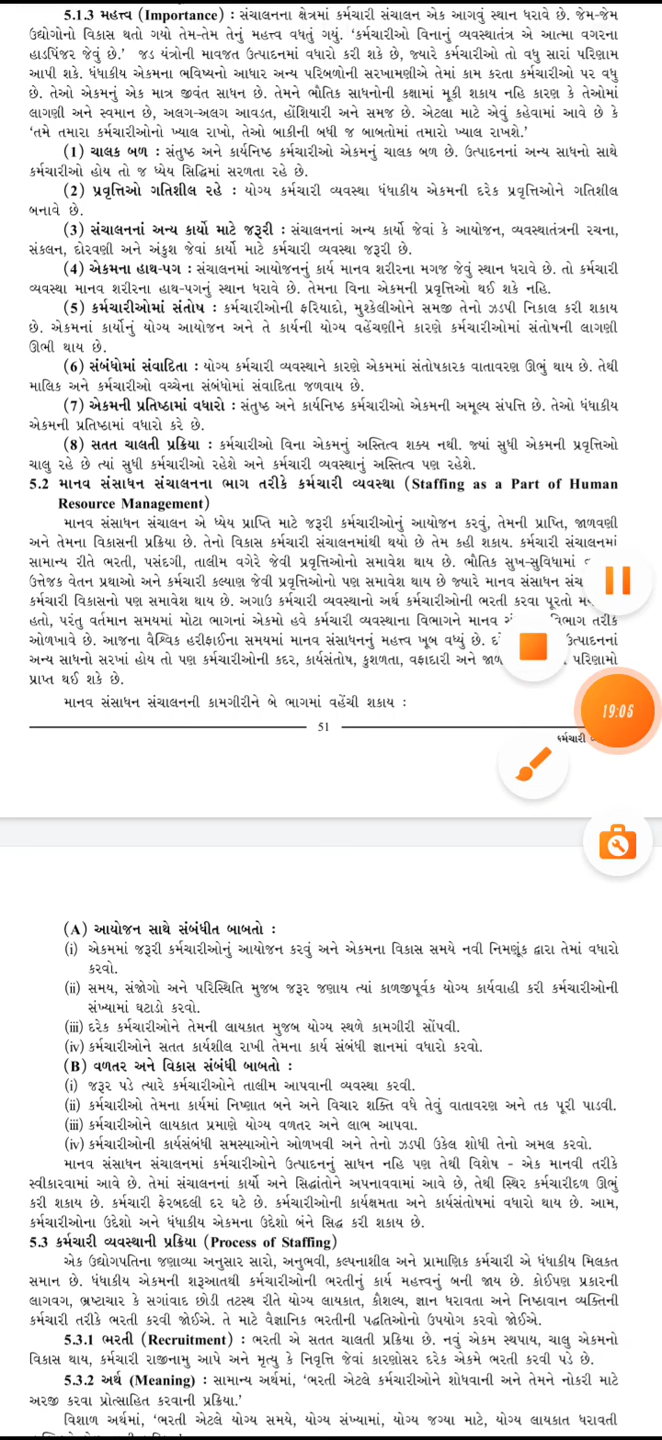 5.1.3 મહત્ત્વ (Importance) : સંચાલનના ક્ષેત્રમાં કર્મચારી સંચાલન એક આગવું સ્થાન ધરાવે છે. જેમ-જેમ
ઉદ્યોગોનો વિકાસ થતો ગયો તેમ-તેમ તેનું મહત્ત્વ વધતું ગયું. ‘કર્મચારીઓ વિનાનું વ્યવસ્થાતંત્ર એ આત્મા વગરના
હાડપિંજર જેવું છે.’ જડ યંત્રોની માવજત ઉત્પાદનમાં વધારો કરી શકે છે, જ્યારે કર્મચારીઓ તો વધુ સારાં પરિણામ
આપી શકે. ધંધાકીય એકમના ભવિષ્યનો આધાર અન્ય પરિબળોની સરખામણીએ તેમાં કામ કરતા કર્મચારીઓ પર વધુ
છે. તેઓ એકમનું એક માત્ર જીવંત સાધન છે. તેમને ભૌતિક સાધનોની કક્ષામાં મૂકી શકાય નહિ કારણ કે તેઓમાં
લાગણી અને સ્વમાન છે, અલગ-અલગ આવડત, હોંશિયારી અને સમજ છે. એટલા માટે એવું કહેવામાં આવે છે કે
‘તમે તમારા કર્મચારીઓનો ખ્યાલ રાખો, તેઓ બાકીની બધી જ બાબતોમાં તમારો ખ્યાલ રાખશે.’
(1) ચાલક બળ : સંતુષ્ઠ અને કાર્યનિષ્ઠ કર્મચારીઓ એકમનું ચાલક બળ છે. ઉત્પાદનનાં અન્ય સાધનો સાથે
કર્મચારીઓ હોય તો જ ધ્યેય સિદ્ધિમાં સરળતા રહે છે.
(2) પ્રવૃત્તિઓ ગતિશીલ રહે : યોગ્ય કર્મચારી વ્યવસ્થા ધંધાકીય એકમની દરેક પ્રવૃત્તિઓને ગતિશીલ
બનાવે છે.
(3) સંચાલનનાં અન્ય કાર્યો માટે જરૂરી : સંચાલનનાં અન્ય કાર્યો જેવાં કે આયોજન, વ્યવસ્થાતંત્રની રચના,
સંકલન, દોરવણી અને અંકુશ જેવાં કાર્યો માટે કર્મચારી વ્યવસ્થા જરૂરી છે.
(4) એકમના હાથ-પગ : સંચાલનમાં આયોજનનું કાર્ય માનવ શરીરના મગજ જેવું સ્થાન ધરાવે છે. તો કર્મચારી
વ્યવસ્થા માનવ શરીરના હાથ-પગનું સ્થાન ધરાવે છે. તેમના વિના એકમની પ્રવૃત્તિઓ થઈ શકે નહિ.
(5) કર્મચારીઓમાં સંતોષ : કર્મચારીઓની ફરિયાદો, મુશ્કેલીઓને સમજી તેનો ઝડપી નિકાલ કરી શકાય
છે. એકમનાં કાર્યોનું યોગ્ય આયોજન અને તે કાર્યની યોગ્ય વહેંચણીને કારણે કર્મચારીઓમાં સંતોષની લાગણી
ઊભી થાય છે.
(6) સંબંધોમાં સંવાદિતા : યોગ્ય કર્મચારી વ્યવસ્થાને કારણે એકમમાં સંતોષકારક વાતાવરણ ઊભું થાય છે. તેથી
માલિક અને કર્મચારીઓ વચ્ચેના સંબંધોમાં સંવાદિતા જળવાય છે.
(7) એકમની પ્રતિષ્ઠામાં વધારો : સંતુષ્ઠ અને કાર્યનિષ્ઠ કર્મચારીઓ એકમની અમૂલ્ય સંપત્તિ છે. તેઓ ધંધાકીય
એકમની પ્રતિષ્ઠામાં વધારો કરે છે.
(8) સતત ચાલતી પ્રક્રિયા : કર્મચારીઓ વિના એકમનું અસ્તિત્વ શક્ય નથી. જ્યાં સુધી એકમની પ્રવૃત્તિઓ
ચાલુ રહે છે ત્યાં સુધી કર્મચારીઓ રહેશે અને કર્મચારી વ્યવસ્થાનું અસ્તિત્વ પણ રહેશે.
5.2 માનવ સંસાધન સંચાલનના ભાગ તરીકે કર્મચારી વ્યવસ્થા (Staffing as a Part of Human
Resource Management)
માનવ સંસાધન સંચાલન એ ધ્યેય પ્રાપ્તિ માટે જરૂરી કર્મચારીઓનું આયોજન કરવું, તેમની પ્રાપ્તિ, જાળવણી
અને તેમના વિકાસની પ્રક્રિયા છે. તેનો વિકાસ કર્મચારી સંચાલનમાંથી થયો છે તેમ કહી શકાય. કર્મચારી સંચાલનમાં
સામાન્ય રીતે ભરતી, પસંદગી, તાલીમ વગેરે જેવી પ્રવૃત્તિઓનો સમાવેશ થાય છે. ભૌતિક સુખ-સુવિધામાં
ઉત્તેજક વેતન પ્રથાઓ અને કર્મચારી કલ્યાણ જેવી પ્રવૃત્તિઓનો પણ સમાવેશ થાય છે જ્યારે માનવ સંસાધન
કર્મચારી વિકાસનો પણ સમાવેશ થાય છે. અગાઉ કર્મચારી વ્યવસ્થાનો અર્થ કર્મચારીઓની ભરતી કરવા પૂરતો
હતો, પરંતુ વર્તમાન સમયમાં મોટા ભાગનાં એકમો હવે કર્મચારી વ્યવસ્થાના વિભાગને માનવ તરીકે
ઓળખાવે છે. આજના વૈશ્વિક હરીફાઈના સમયમાં માનવ સંસાધનનું મહત્ત્વ ખૂબ વધ્યું છે. ઉત્પાદનનાં
અન્ય સાધનો સરખાં હોય તો પણ કર્મચારીઓની કદર, કાર્યસંતોષ, કુશળતા, વફાદારી અને પરિણામો
પ્રાપ્ત થઈ શકે છે.
માનવ સંસાધન સંચાલનની કામગીરીને બે ભાગમાં વહેંચી શકાય :
19:05
51
કર્મચારી
(A) આયોજન સાથે સંબંધીત બાબતો :
(i) એકમમાં જરૂરી કર્મચારીઓનું આયોજન કરવું અને એકમના વિકાસ સમયે નવી નિમણૂંક દ્વારા તેમાં વધારો
કરવો.
(ii) સમય, સંજોગો અને પરિસ્થિતિ મુજબ જરૂર જણાય ત્યાં કાળજીપૂર્વક યોગ્ય કાર્યવાહી કરી કર્મચારીઓની
સંખ્યામાં ઘટાડો કરવો.
(iii) દરેક કર્મચારીઓને તેમની લાયકાત મુજબ યોગ્ય સ્થળે કામગીરી સોંપવી.
(iv) કર્મચારીઓને સતત કાર્યશીલ રાખી તેમના કાર્ય સંબંધી જ્ઞાનમાં વધારો કરવો.
(B) વળતર અને વિકાસ સંબંધી બાબતો :
(i) જરૂર પડે ત્યારે કર્મચારીઓને તાલીમ આપવાની વ્યવસ્થા કરવી.
(ii) કર્મચારીઓ તેમના કાર્યમાં નિષ્ણાત બને અને વિચાર શક્તિ વધે તેવું વાતાવરણ અને તક પૂરી પાડવી.
(iii) કર્મચારીઓને લાયકાત પ્રમાણે યોગ્ય વળતર અને લાભ આપવા.
(iv) કર્મચારીઓની કાર્યસંબંધી સમસ્યાઓને ઓળખવી અને તેનો ઝડપી ઉકેલ શોધી તેનો અમલ કરવો.
માનવ સંસાધન સંચાલનમાં કર્મચારીઓને ઉત્પાદનનું સાધન નહિ પણ તેથી વિશેષ - એક માનવી તરીકે
સ્વીકારવામાં આવે છે. તેમાં સંચાલનનાં કાર્યો અને સિદ્ધાંતોને અપનાવવામાં આવે છે, તેથી સ્થિર કર્મચારીદળ ઊભું
કરી શકાય છે. કર્મચારી ફેરબદલી દર ઘટે છે. કર્મચારીઓની કાર્યક્ષમતા અને કાર્યસંતોષમાં વધારો થાય છે. આમ,
કર્મચારીઓના ઉદેશો અને ધંધાકીય એકમના ઉદેશો બંને સિદ્ધ કરી શકાય છે.
5.3 કર્મચારી વ્યવસ્થાની પ્રક્રિયા (Process of Staffing)
એક ઉદ્યોગપતિના જણાવ્યા અનુસાર સારો, અનુભવી, કલ્પનાશીલ અને પ્રામાણિક કર્મચારી એ ધંધાકીય મિલકત
સમાન છે. ધંધાકીય એકમની શરૂઆતથી કર્મચારીઓની ભરતીનું કાર્ય મહત્ત્વનું બની જાય છે. કોઈપણ પ્રકારની
લાગવગ, ભ્રષ્ટાચાર કે સગાંવાદ છોડી તટસ્થ રીતે યોગ્ય લાયકાત, કૌશલ્ય, જ્ઞાન ધરાવતા અને નિષ્ઠાવાન વ્યક્તિની
કર્મચારી તરીકે ભરતી કરવી જોઈએ. તે માટે વૈજ્ઞાનિક ભરતીની પદ્ધતિઓનો ઉપયોગ કરવો જોઈએ.
5.3.1 ભરતી (Recruitment) : ભરતી એ સતત ચાલતી પ્રક્રિયા છે. નવું એકમ સ્થપાય, ચાલુ એકમનો
વિકાસ થાય, કર્મચારી રાજીનામુ આપે અને મૃત્યુ કે નિવૃત્તિ જેવાં કારણોસર દરેક એકમે ભરતી કરવી પડે છે.
5.3.2 અર્થ (Meaning) : સામાન્ય અર્થમાં, ‘ભરતી એટલે કર્મચારીઓને શોધવાની અને તેમને નોકરી માટે
અરજી કરવા પ્રોત્સાહિત કરવાની પ્રક્રિયા.’
વિશાળ અર્થમાં, ‘ભરતી એટલે યોગ્ય સમયે, યોગ્ય સંખ્યામાં, યોગ્ય જગ્યા માટે, યોગ્ય લાયકાત ધરાવતી